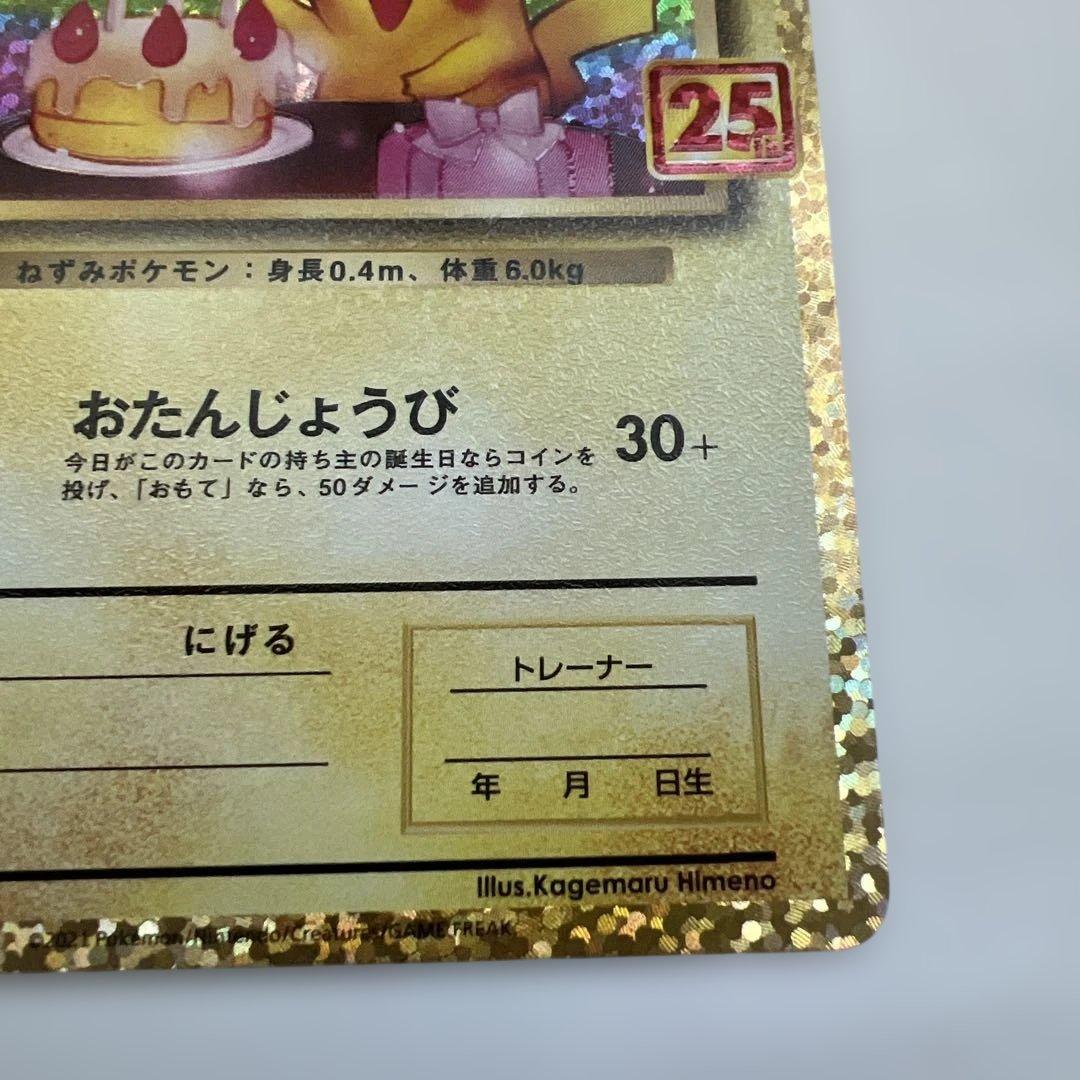 25th
ねずみポケモン：身長0.4m、体重6.0kg
おたんじょうび 30+
今日がこのカードの持ち主の誕生日ならコインを
投げ、「おもて」なら、50ダメージを追加する。
にげる
トレーナー
年 月 日生
Illus.Kagemaru Himeno
©2021 Pokémon/Nintendo/Creatures/GAME FREAK.